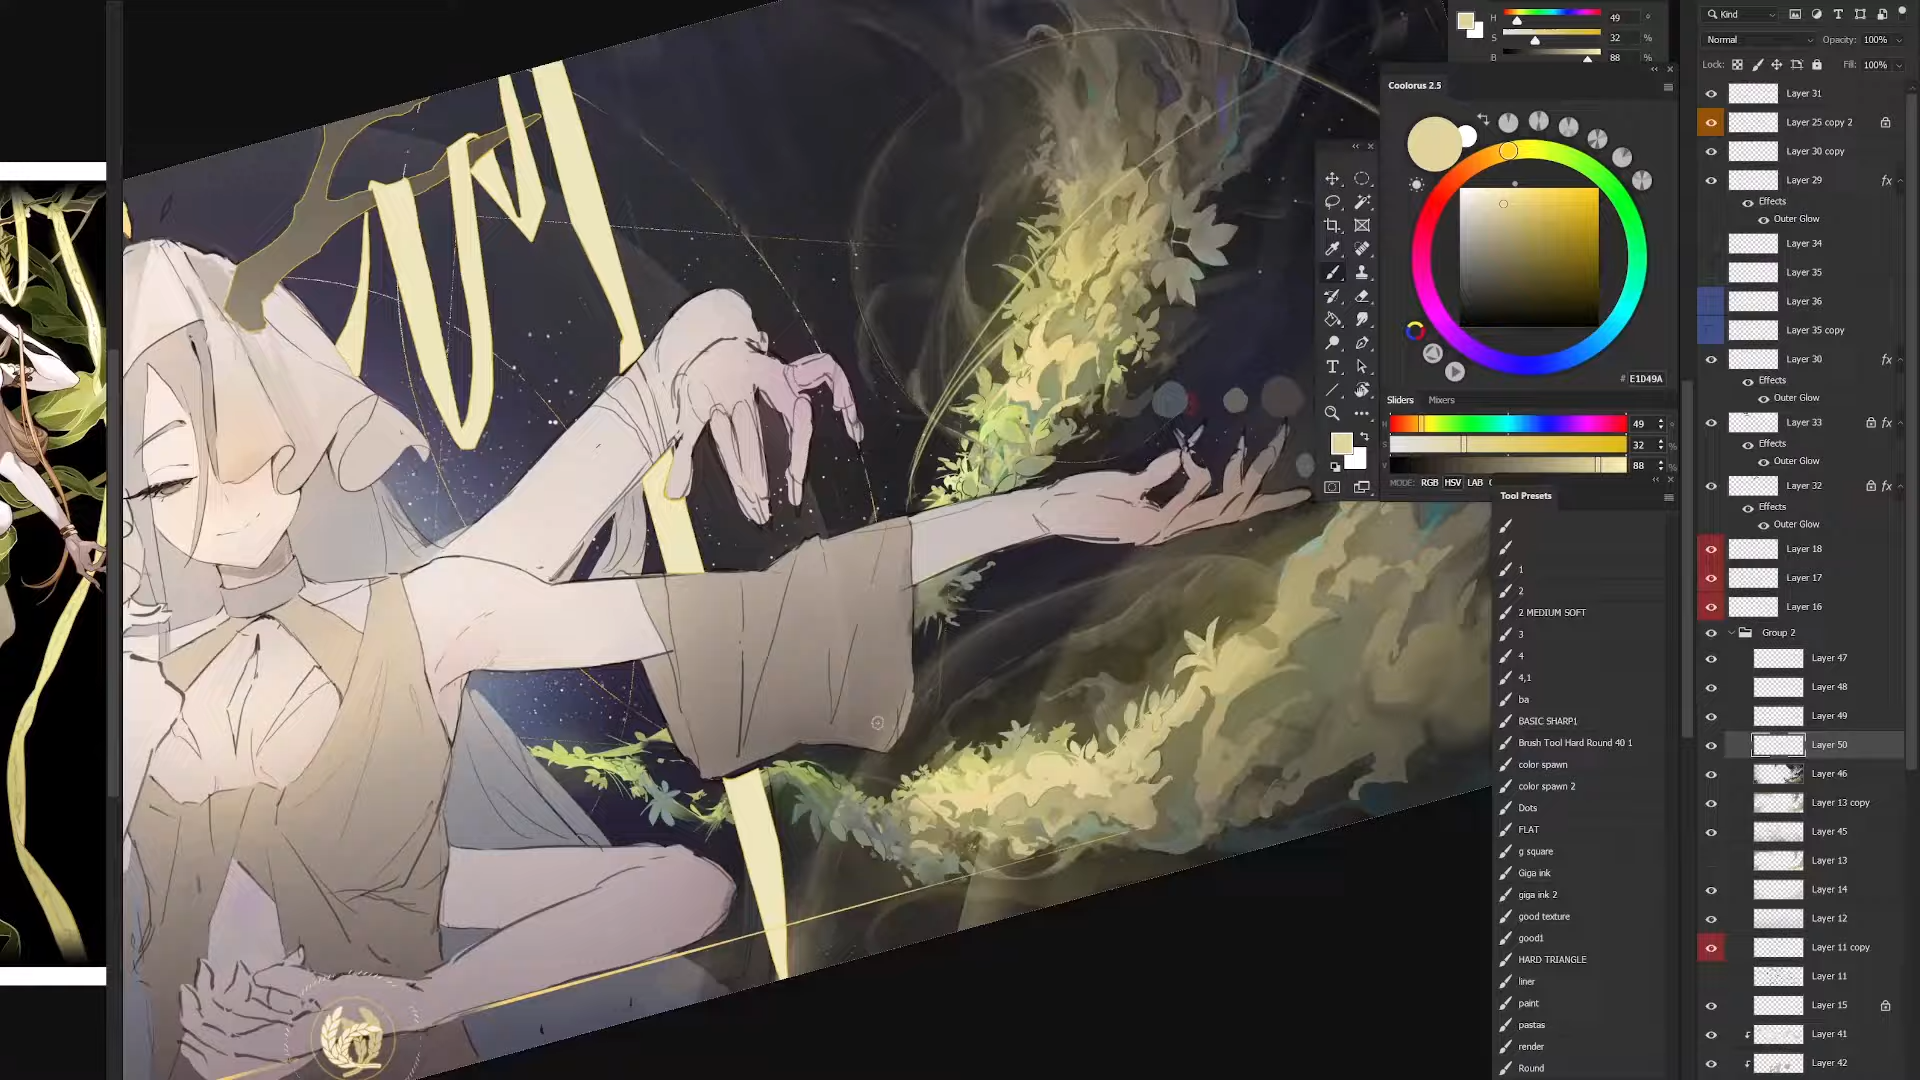 H 49 °
S 32 %
B 88 %
Coolorus 2.5
# E1D49A
Sliders Mixers
H 49 °
S 32 %
V 88 %
MODE: RGB HSV LAB
Tool Presets
1
2
2 MEDIUM SOFT
3
4
4,1
ba
BASIC SHARP1
Brush Tool Hard Round 40 1
color spawn
color spawn 2
Dots
FLAT
g square
Giga ink
giga ink 2
good texture
good1
HARD TRIANGLE
liner
paint
pastas
render
Round
Kind
Normal Opacity: 100%
Lock: Fill: 100%
Layer 31
Layer 25 copy 2
Layer 30 copy
Layer 29 fx
Effects
Outer Glow
Layer 34
Layer 35
Layer 36
Layer 35 copy
Layer 30 fx
Effects
Outer Glow
Layer 33 fx
Effects
Outer Glow
Layer 32 fx
Effects
Outer Glow
Layer 18
Layer 17
Layer 16
Group 2
Layer 47
Layer 48
Layer 49
Layer 50
Layer 46
Layer 13 copy
Layer 45
Layer 13
Layer 14
Layer 12
Layer 11 copy
Layer 11
Layer 15
Layer 41
Layer 42